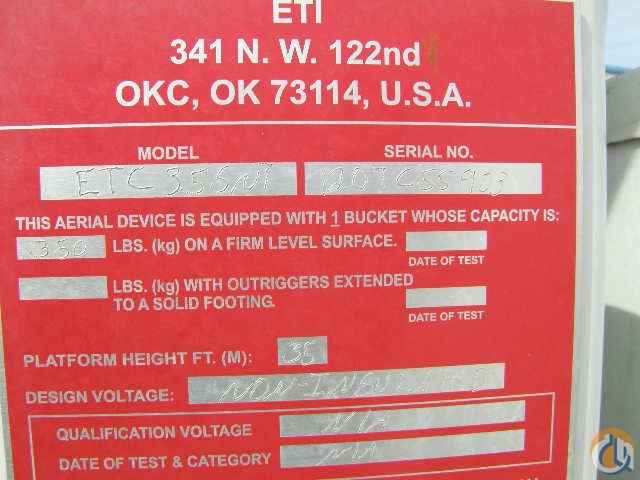 ETI
341 N. W. 122nd
OKC, OK 73114, U.S.A.
MODEL SERIAL NO.
ETC35SNT
THIS AERIAL DEVICE IS EQUIPPED WITH 1 BUCKET WHOSE CAPACITY IS:
350 LBS. (kg) ON A FIRM LEVEL SURFACE.
DATE OF TEST
LBS. (kg) WITH OUTRIGGERS EXTENDED
TO A SOLID FOOTING.
DATE OF TEST
PLATFORM HEIGHT FT. (M): 35
DESIGN VOLTAGE: NON-INSULATED
QUALIFICATION VOLTAGE N/A
DATE OF TEST & CATEGORY N/A